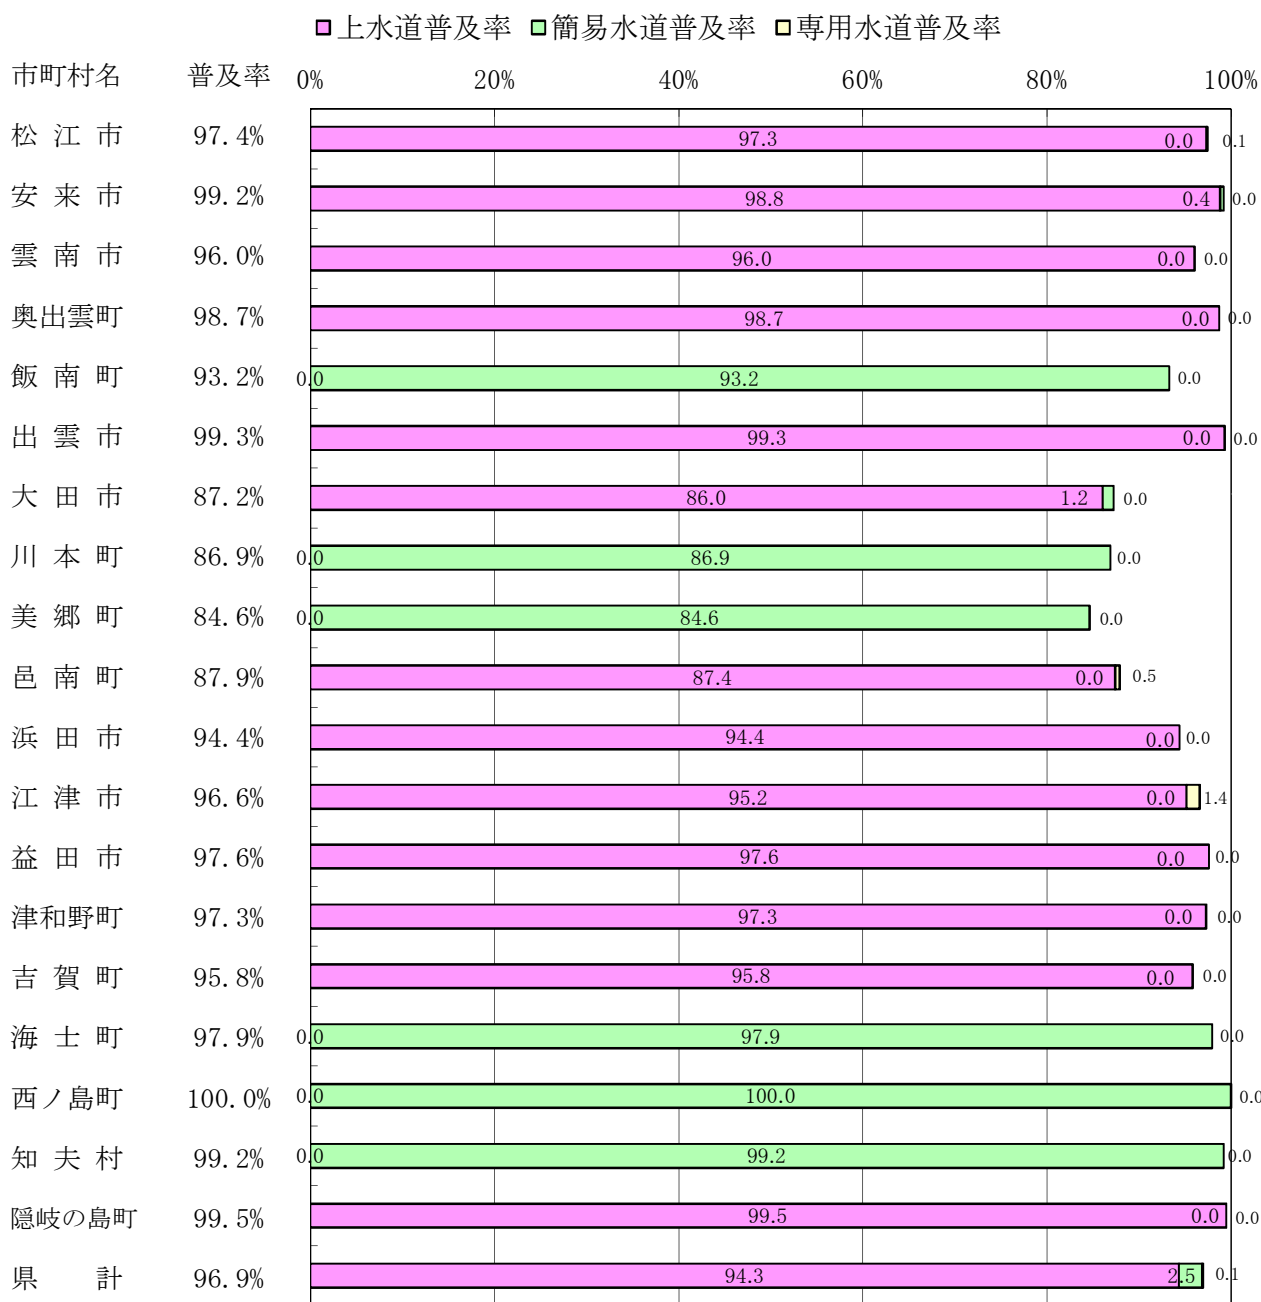 上水道普及率 簡易水道普及率 専用水道普及率
市町村名 普及率 0% 20% 40% 60% 80% 100%
松江市 97.4% 97.3 0.0 0.1
安来市 99.2% 98.8 0.4 0.0
雲南市 96.0% 96.0 0.0 0.0
奥出雲町 98.7% 98.7 0.0 0.0
飯南町 93.2% 0.0 93.2 0.0
出雲市 99.3% 99.3 0.0 0.0
大田市 87.2% 86.0 1.2 0.0
川本町 86.9% 0.0 86.9 0.0
美郷町 84.6% 0.0 84.6 0.0
邑南町 87.9% 87.4 0.0 0.5
浜田市 94.4% 94.4 0.0 0.0
江津市 96.6% 95.2 0.0 1.4
益田市 97.6% 97.6 0.0 0.0
津和野町 97.3% 97.3 0.0 0.0
吉賀町 95.8% 95.8 0.0 0.0
海士町 97.9% 0.0 97.9 0.0
西ノ島町 100.0% 0.0 100.0 0.0
知夫村 99.2% 0.0 99.2 0.0
隠岐の島町 99.5% 99.5 0.0 0.0
県計 96.9% 94.3 2.5 0.1